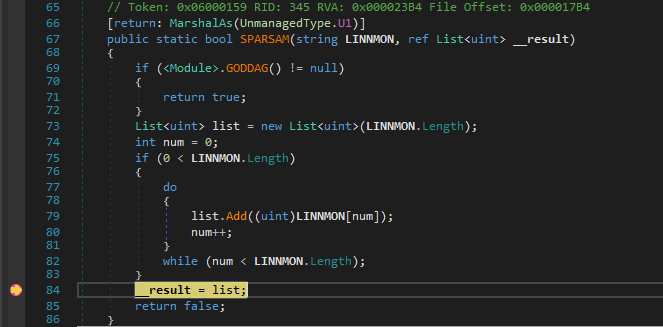 65 // Token: 0x06000159 RID: 345 RVA: 0x000023B4 File Offset: 0x000017B4
66 [return: MarshalAs(UnmanagedType.U1)]
67 public static bool SPARSAM(string LINNMON, ref List<uint> __result)
68 {
69 if (<Module>.GODDAG() != null)
70 {
71 return true;
72 }
73 List<uint> list = new List<uint>(LINNMON.Length);
74 int num = 0;
75 if (0 < LINNMON.Length)
76 {
77 do
78 {
79 list.Add((uint)LINNMON[num]);
80 num++;
81 }
82 while (num < LINNMON.Length);
83 }
84 __result = list;
85 return false;
86 }